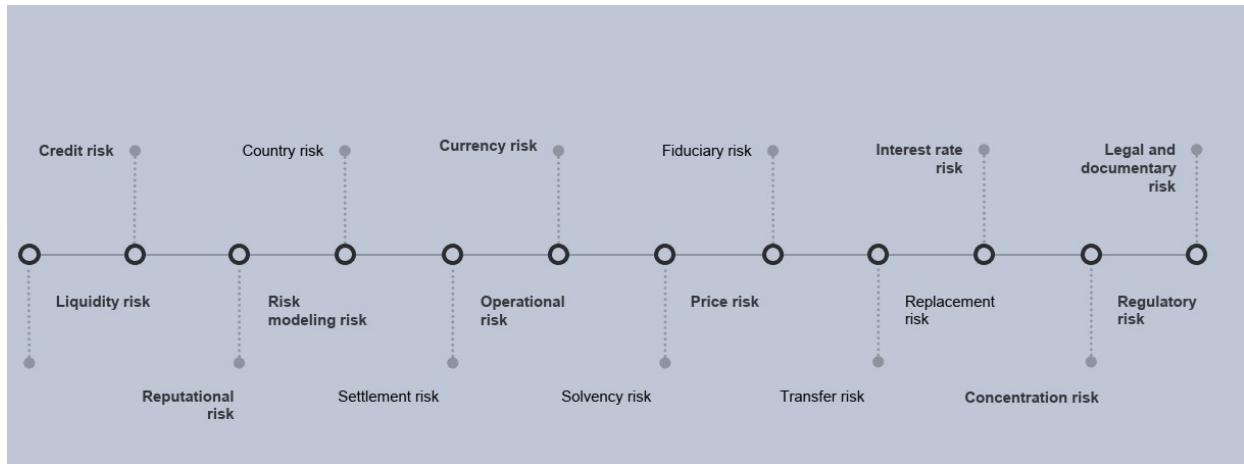 Credit risk
Country risk
Currency risk
Fiduciary risk
Interest rate
risk
Legal and
documentary
risk
Liquidity risk
Risk
modeling risk
Operational
risk
Price risk
Replacement
risk
Regulatory
risk
Reputational
risk
Settlement risk
Solvency risk
Transfer risk
Concentration risk